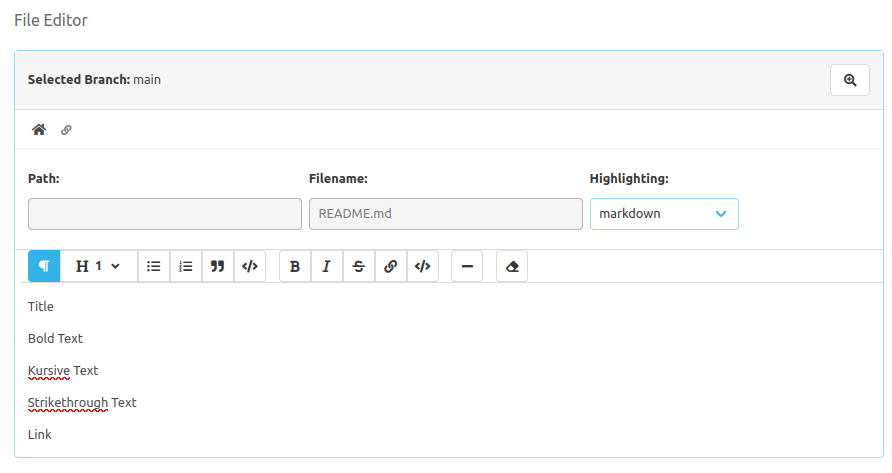 File Editor
Selected Branch: main
Path: Filename: Highlighting:
README.md markdown
H 1 B I S
Title
Bold Text
Kursive Text
Strikethrough Text
Link